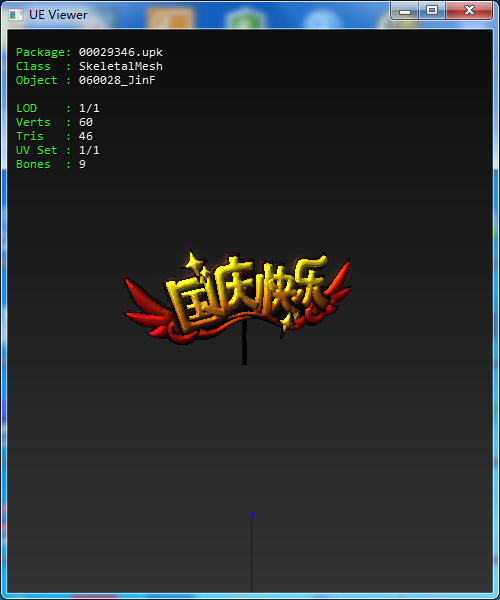 UE Viewer
Package: 00029346.upk
Class  : SkeletalMesh
Object : 060028_JinF
LOD    : 1/1
Verts  : 60
Tris   : 46
UV Set : 1/1
Bones  : 9
国庆快乐